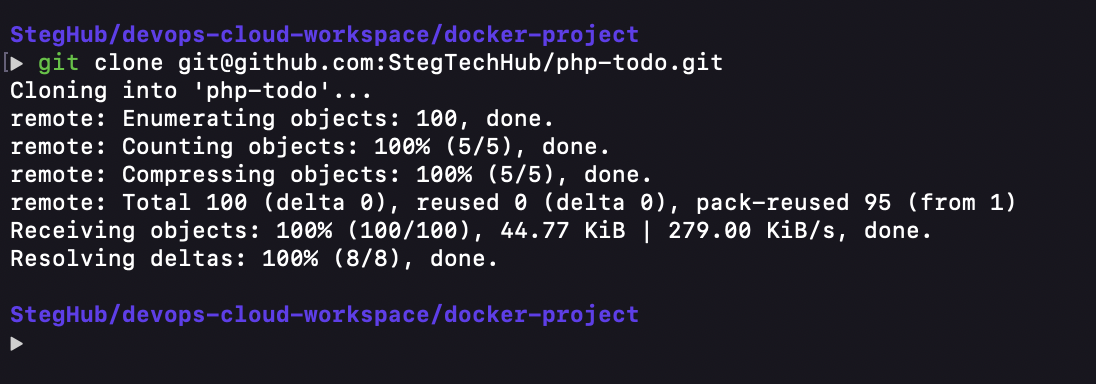 StegHub/devops-cloud-workspace/docker-project
▶ git clone git@github.com:StegTechHub/php-todo.git
Cloning into 'php-todo'...
remote: Enumerating objects: 100, done.
remote: Counting objects: 100% (5/5), done.
remote: Compressing objects: 100% (5/5), done.
remote: Total 100 (delta 0), reused 0 (delta 0), pack-reused 95 (from 1)
Receiving objects: 100% (100/100), 44.77 KiB | 279.00 KiB/s, done.
Resolving deltas: 100% (8/8), done.
StegHub/devops-cloud-workspace/docker-project
▶